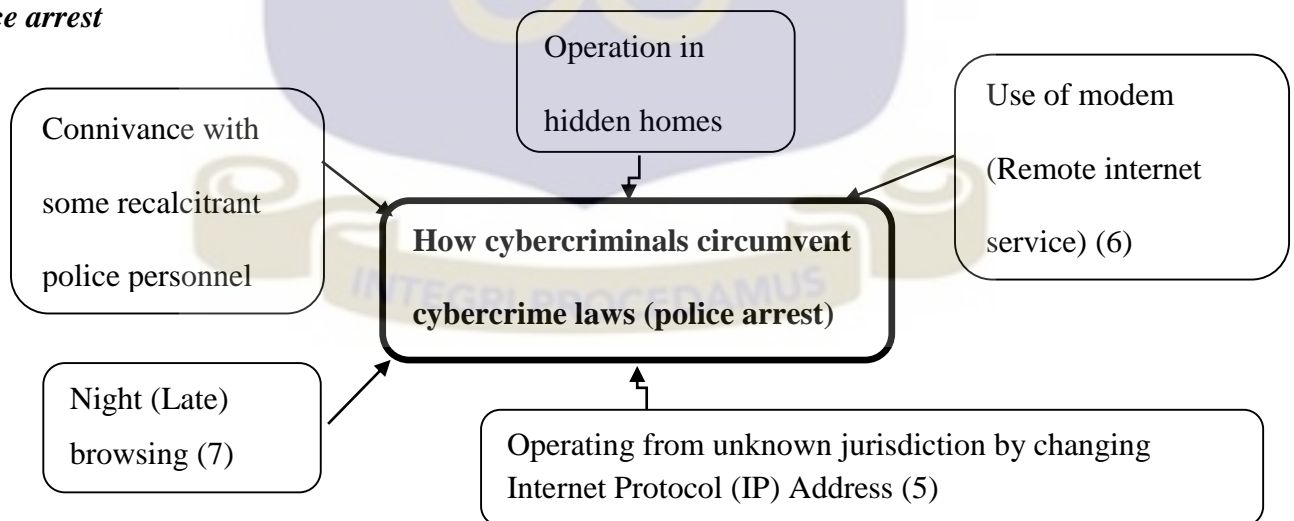 ce arrest
Operation in
hidden homes
Use of modem
(Remote internet
service) (6)
Connivance with
some recalcitrant
police personnel
How cybercriminals circumvent
cybercrime laws (police arrest)
INTEGRI PROCEDAMUS
Night (Late)
browsing (7)
Operating from unknown jurisdiction by changing
Internet Protocol (IP) Address (5)